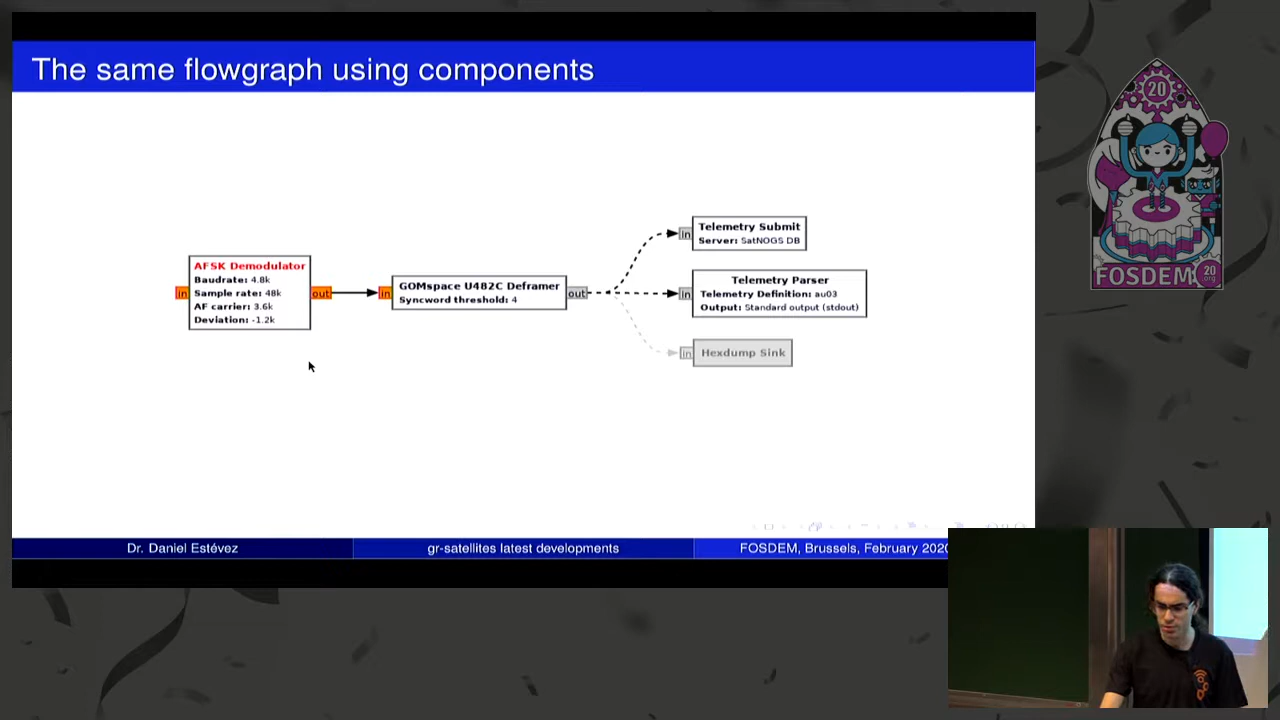 The same flowgraph using components
AFSK Demodulator
Baudrate: 4.8k
Sample rate: 48k
AF carrier: 3.6k
Deviation: -1.2k
in
out
in
GOMspace U482C Deframer
Syncword threshold: 4
out
in
Telemetry Submit
Server: SatNOGS DB
in
Telemetry Parser
Telemetry Definition: au03
Output: Standard output (stdout)
in
Hexdump Sink
Dr. Daniel Estévez
gr-satellites latest developments
FOSDEM, Brussels, February 2020
20
FOSDEM
20
.org